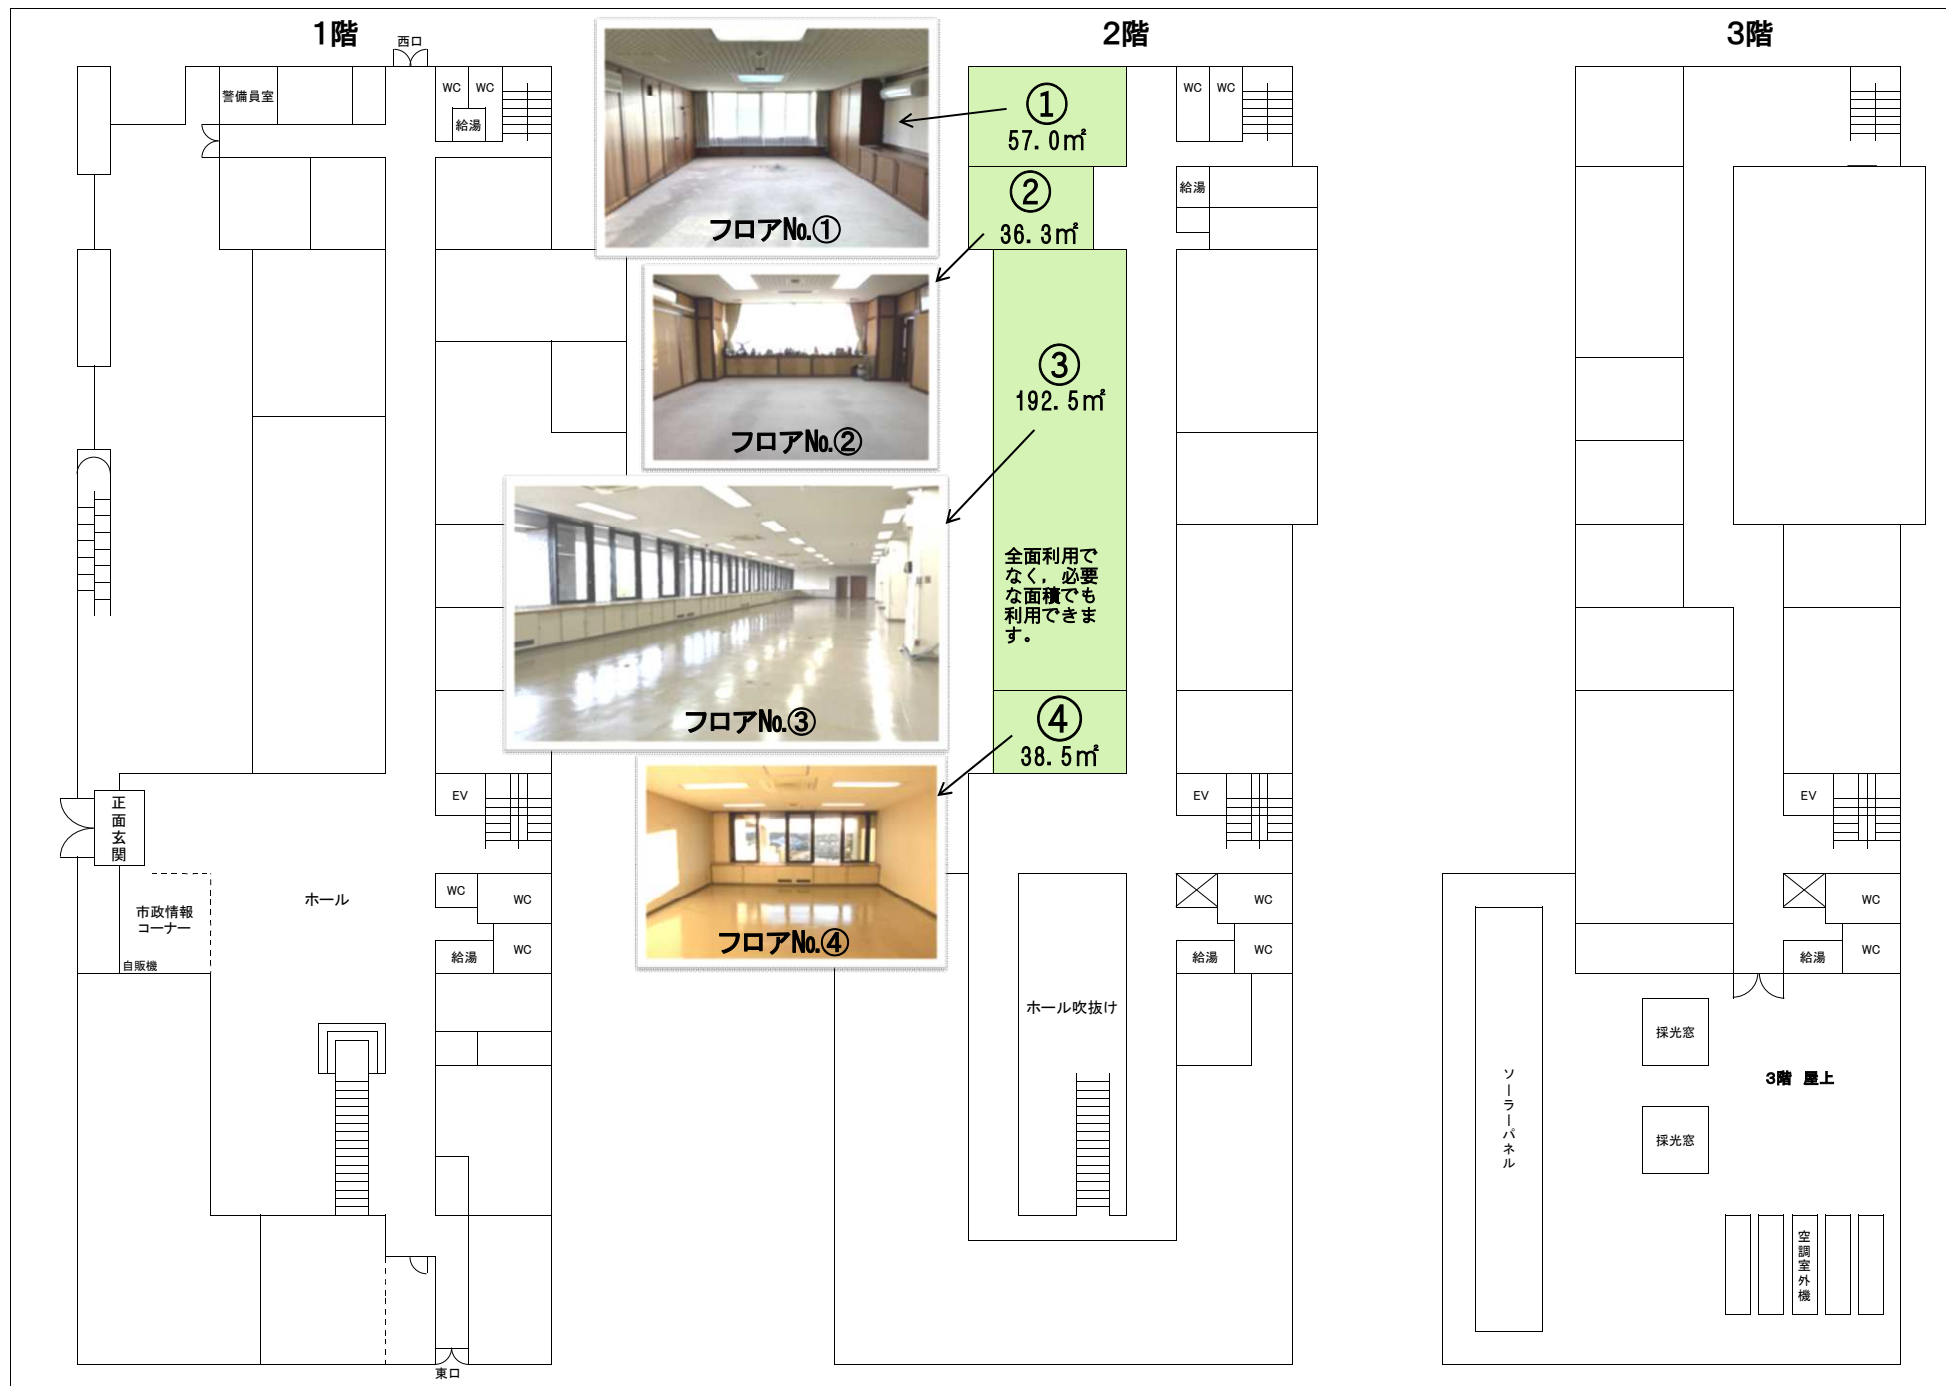 1階
西口
警備員室
WC
WC
給湯
正面玄関
市政情報
コーナー
自販機
ホール
EV
WC
WC
給湯
WC
東口
フロア№①
フロア№②
フロア№③
フロア№④
2階
①
57.0㎡
②
36.3㎡
③
192.5㎡
全面利用で
なく，必要
な面積でも
利用できま
す。
④
38.5㎡
WC
WC
給湯
EV
WC
給湯
WC
ホール吹抜け
3階
EV
WC
給湯
WC
採光窓
3階 屋上
採光窓
ソーラーパネル
空調室外機